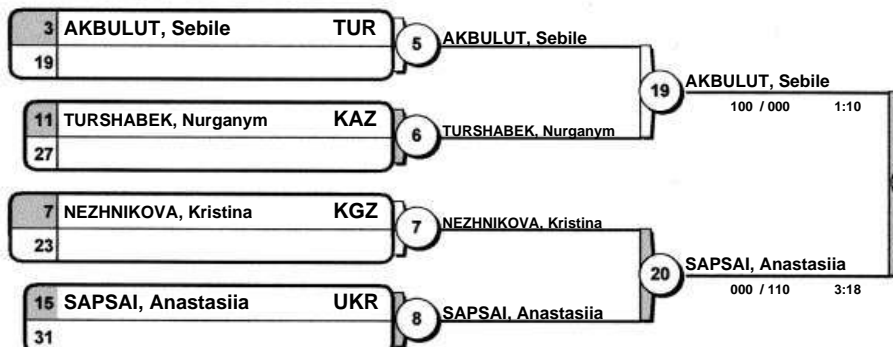 3 AKBULUT, Sebile TUR
19
5
AKBULUT, Sebile
11 TURSHABEK, Nurganym KAZ
27
6
TURSHABEK, Nurganym
19
AKBULUT, Sebile
100 / 000 1:10
7 NEZHNIKOVA, Kristina KGZ
23
7
NEZHNIKOVA, Kristina
15 SAPSAI, Anastasiia UKR
31
8
SAPSAI, Anastasiia
20
SAPSAI, Anastasiia
000 / 110 3:18